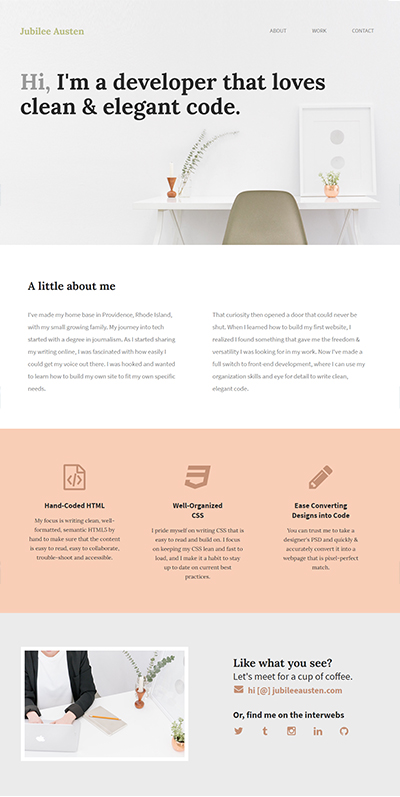 Jubilee Austen
ABOUT WORK CONTACT
Hi, I'm a developer that loves
clean & elegant code.
A little about me
I've made my home base in Providence, Rhode Island,
with my small growing family. My journey into tech
started with a degree in journalism. As I started sharing
my writing online, I was fascinated with how easily I
could get my voice out there. I was hooked and wanted
to learn how to build my own site to fit my own specific
needs.
That curiosity then opened a door that could never be
shut. When I learned how to build my first website, I
realized I found something that gave me the freedom &
versatility I was looking for in my work. Now I've made a
full switch to front-end development, where I can use my
organization skills and eye for detail to write clean,
elegant code.
Hand-Coded HTML
My focus is writing clean, well-
formatted, semantic HTML5 by
hand to make sure that the content
is easy to read, easy to collaborate,
trouble-shoot and accessible.
Well-Organized
CSS
I pride myself on writing CSS that is
easy to read and build on. I focus
on keeping my CSS lean and fast to
load, and I make it a habit to stay
up to date on current best
practices.
Ease Converting
Designs into Code
You can trust me to take a
designer's PSD and quickly &
accurately convert it into a
webpage that is pixel-perfect
match.
Like what you see?
Let's meet for a cup of coffee.
hi [@] jubileeausten.com
Or, find me on the interwebs